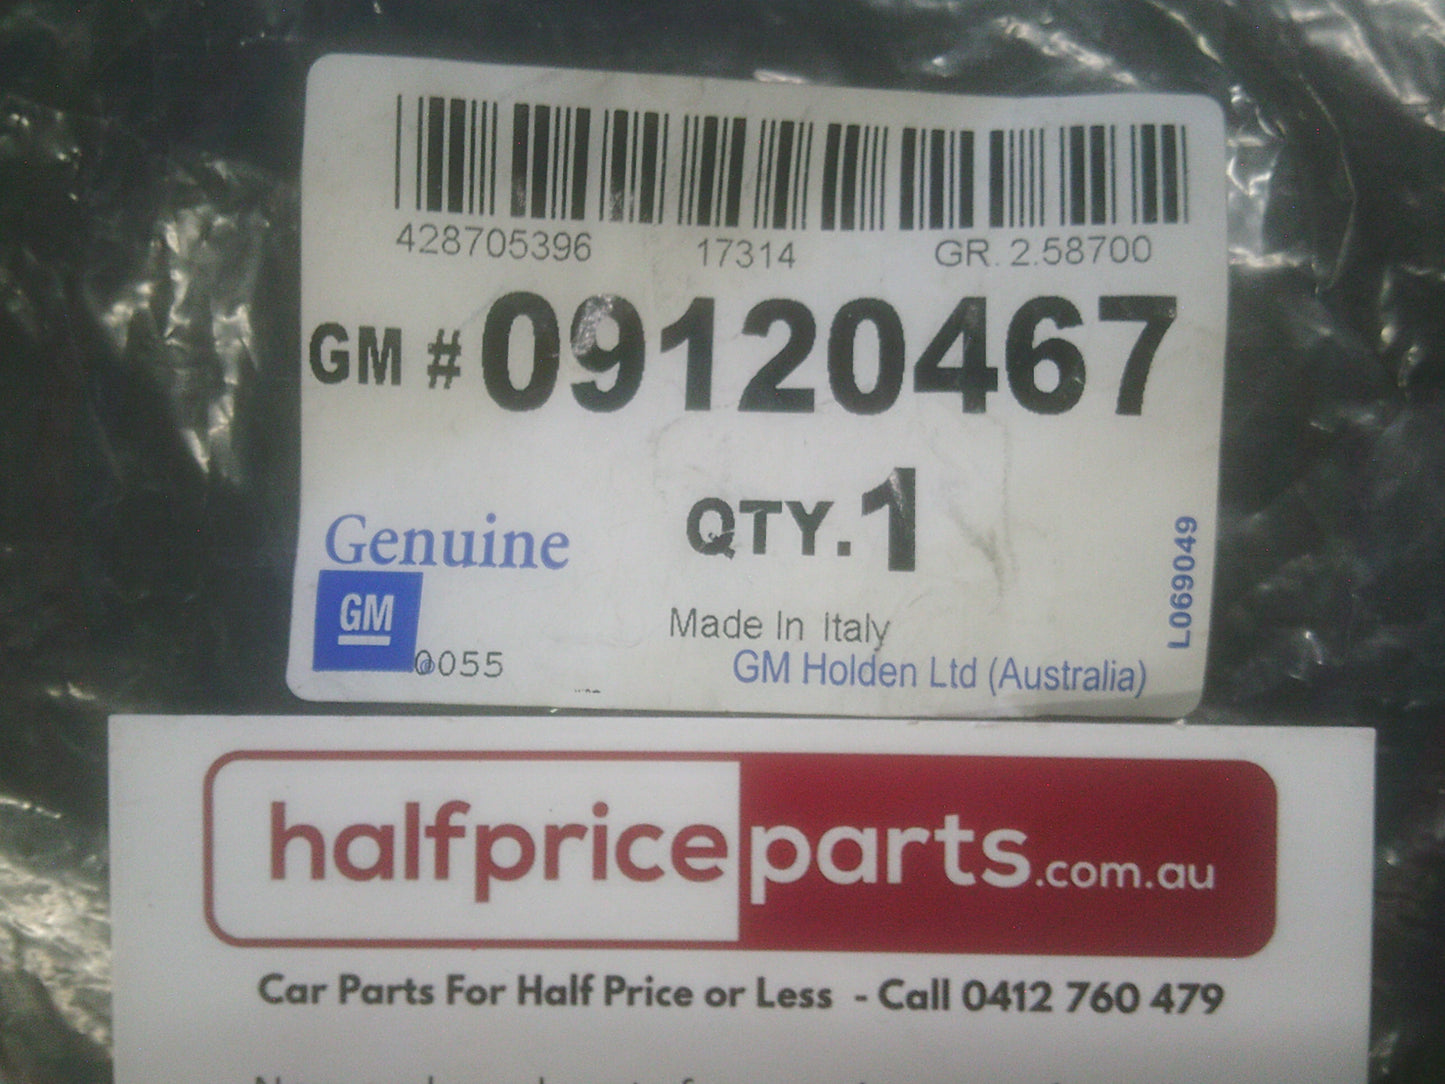 428705396 17314 GR. 2.58700
GM # 09120467
QTY. 1
Genuine
GM
0055
Made In Italy
GM Holden Ltd (Australia)
L069049
halfpriceparts.com.au
Car Parts For Half Price or Less - Call 0412 760 479